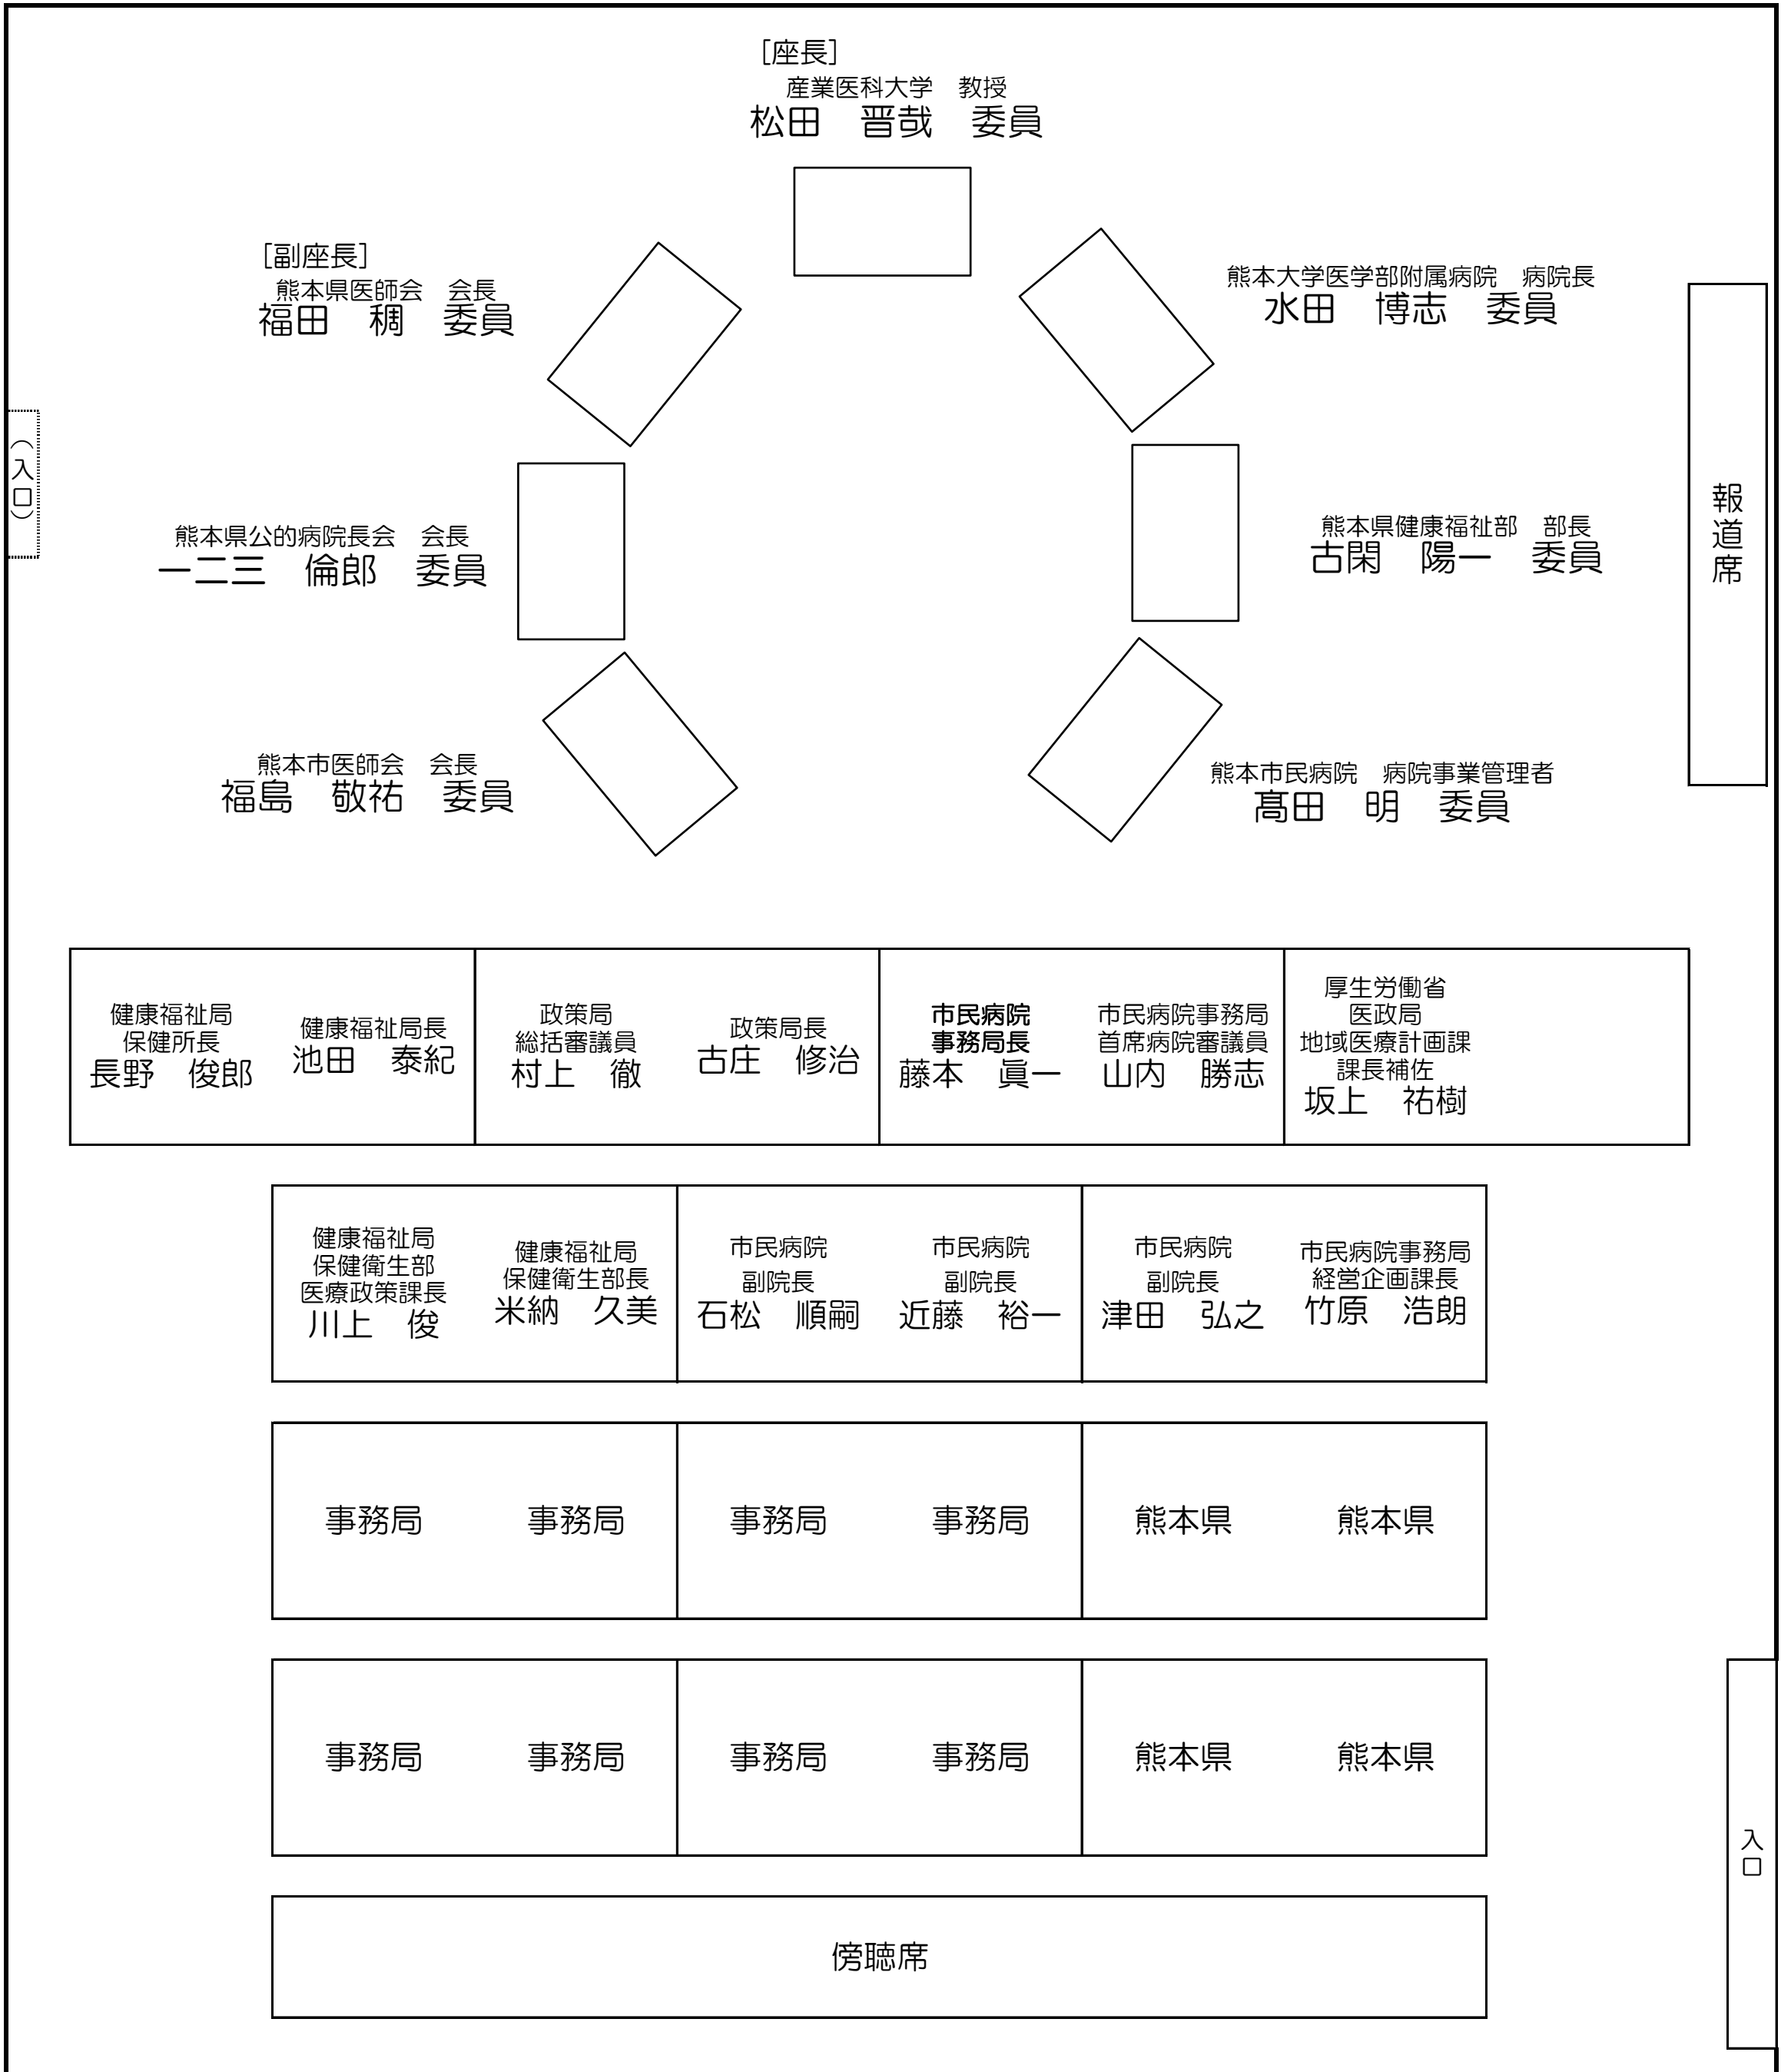 ［座長］
産業医科大学　教授
松田　晋哉　委員
［副座長］
熊本県医師会　会長
福田　稠　委員
熊本大学医学部附属病院　病院長
水田　博志　委員
（入口）
熊本県公的病院長会　会長
一二三　倫郎　委員
熊本県健康福祉部　部長
古閑　陽一　委員
報道席
熊本市医師会　会長
福島　敬祐　委員
熊本市民病院　病院事業管理者
髙田　明　委員
健康福祉局
保健所長
長野　俊郎
健康福祉局長
池田　泰紀
政策局
総括審議員
村上　徹
政策局長
古庄　修治
市民病院
事務局長
藤本　眞一
市民病院事務局
首席病院審議員
山内　勝志
厚生労働省
医政局
地域医療計画課
課長補佐
坂上　祐樹
健康福祉局
保健衛生部
医療政策課長
川上　俊
健康福祉局
保健衛生部長
米納　久美
市民病院
副院長
石松　順嗣
市民病院
副院長
近藤　裕一
市民病院
副院長
津田　弘之
市民病院事務局
経営企画課長
竹原　浩朗
事務局
事務局
事務局
事務局
熊本県
熊本県
事務局
事務局
事務局
事務局
熊本県
熊本県
入口
傍聴席